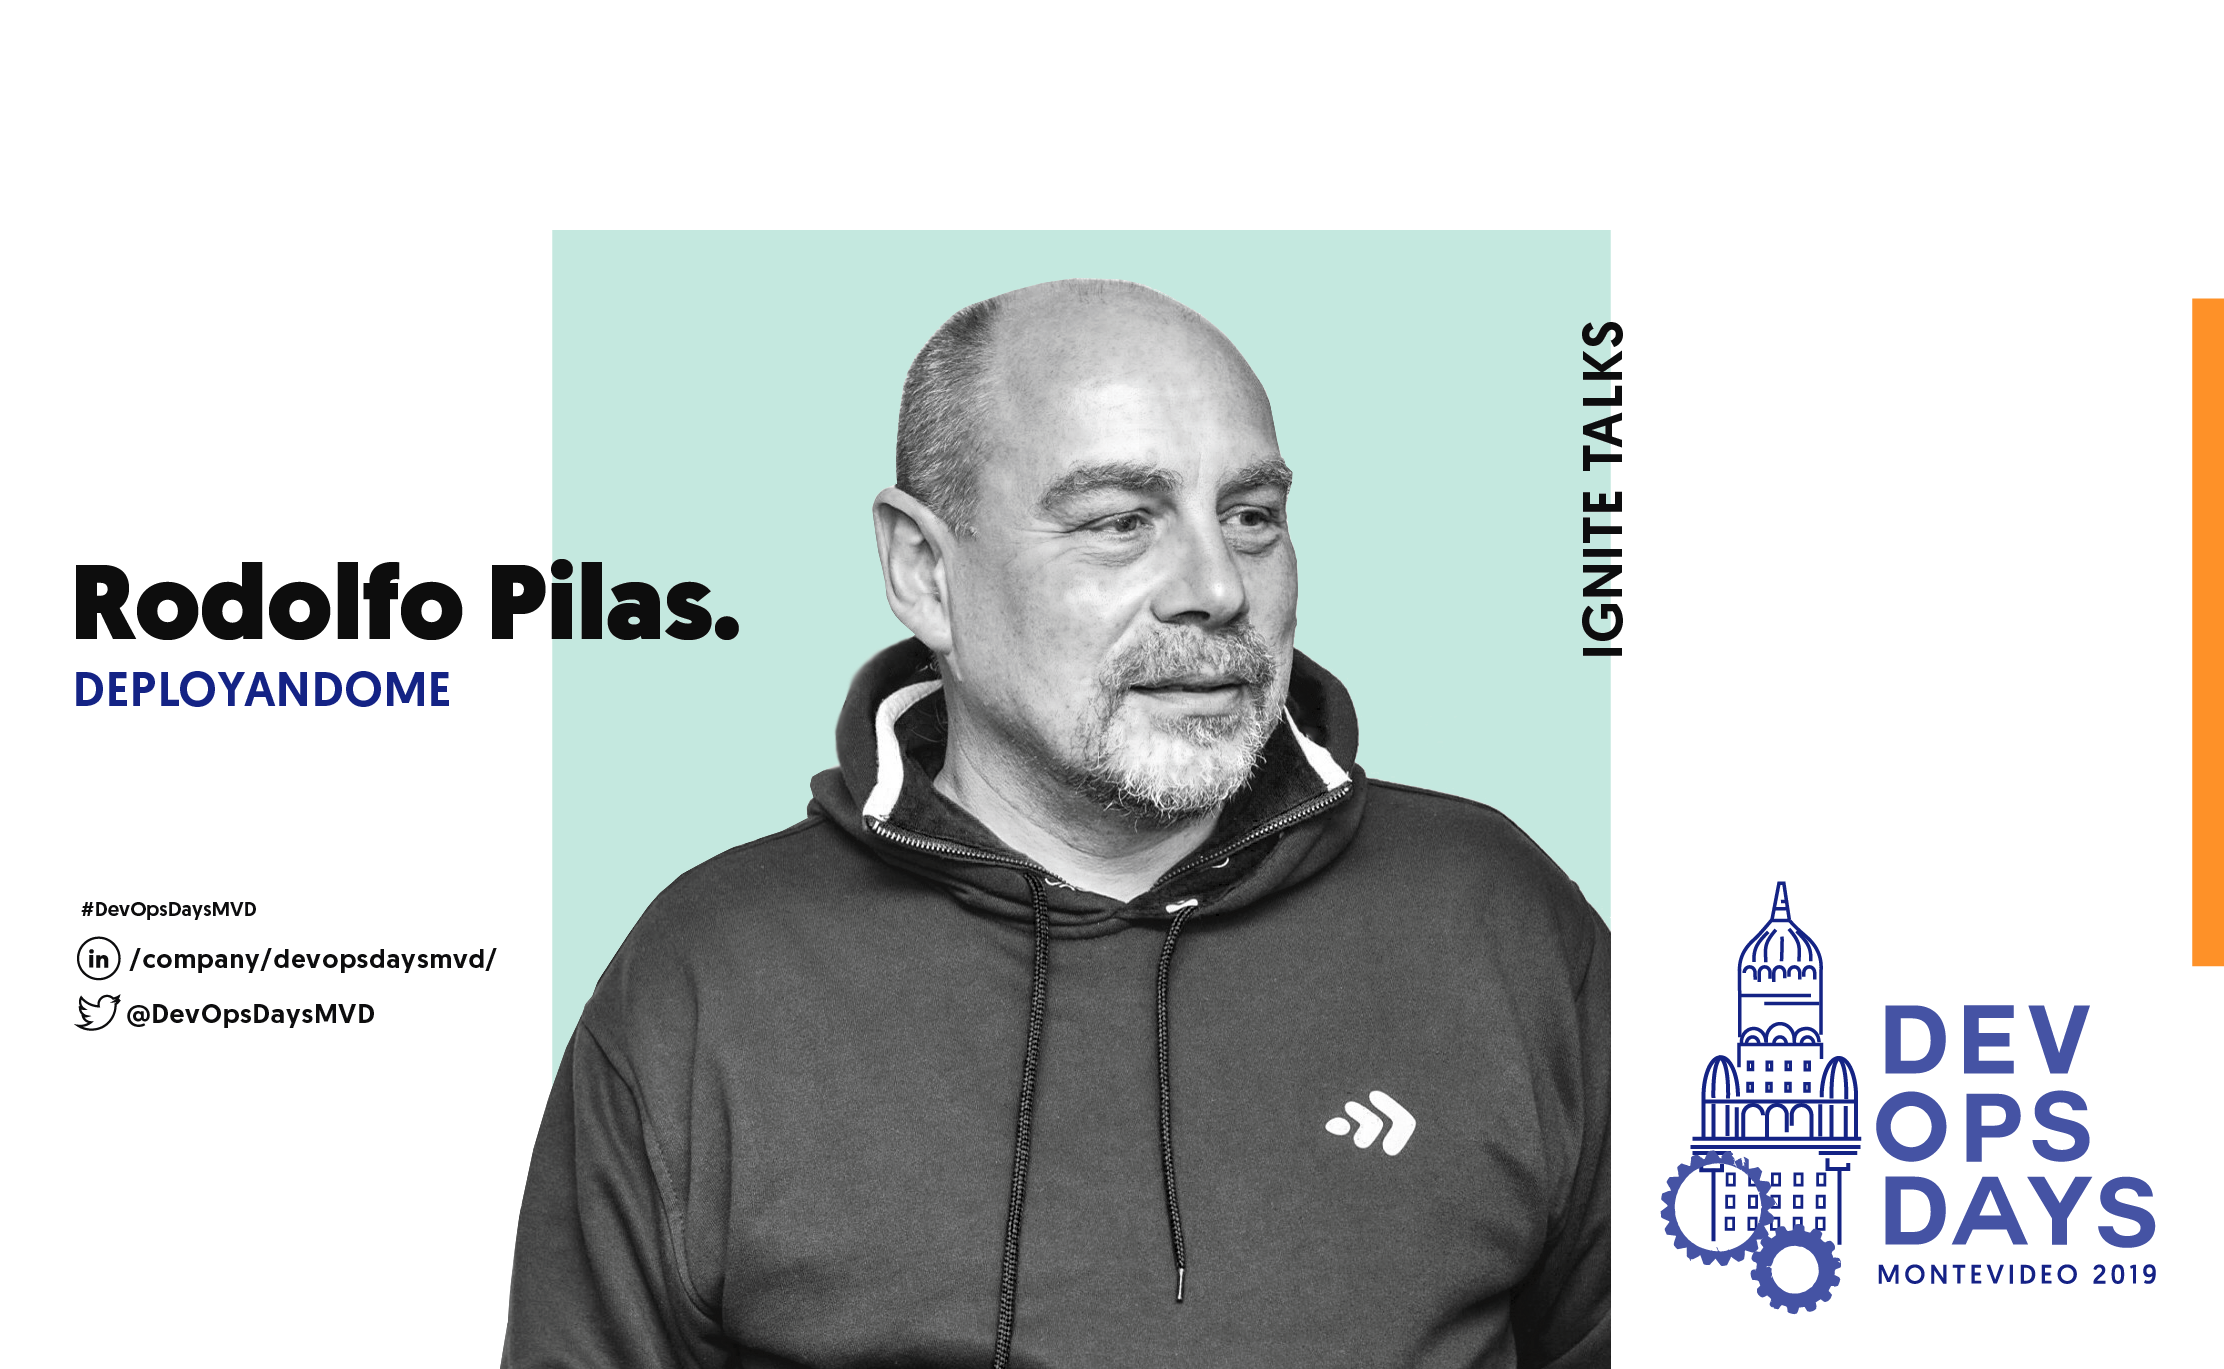 Rodolfo Pilas.
DEPLOYANDOME
IGNITE TALKS
#DevOpsDaysMVD
in /company/devopsdaysmvd/
@DevOpsDaysMVD
DEV
OPS
DAYS
MONTEVIDEO 2019